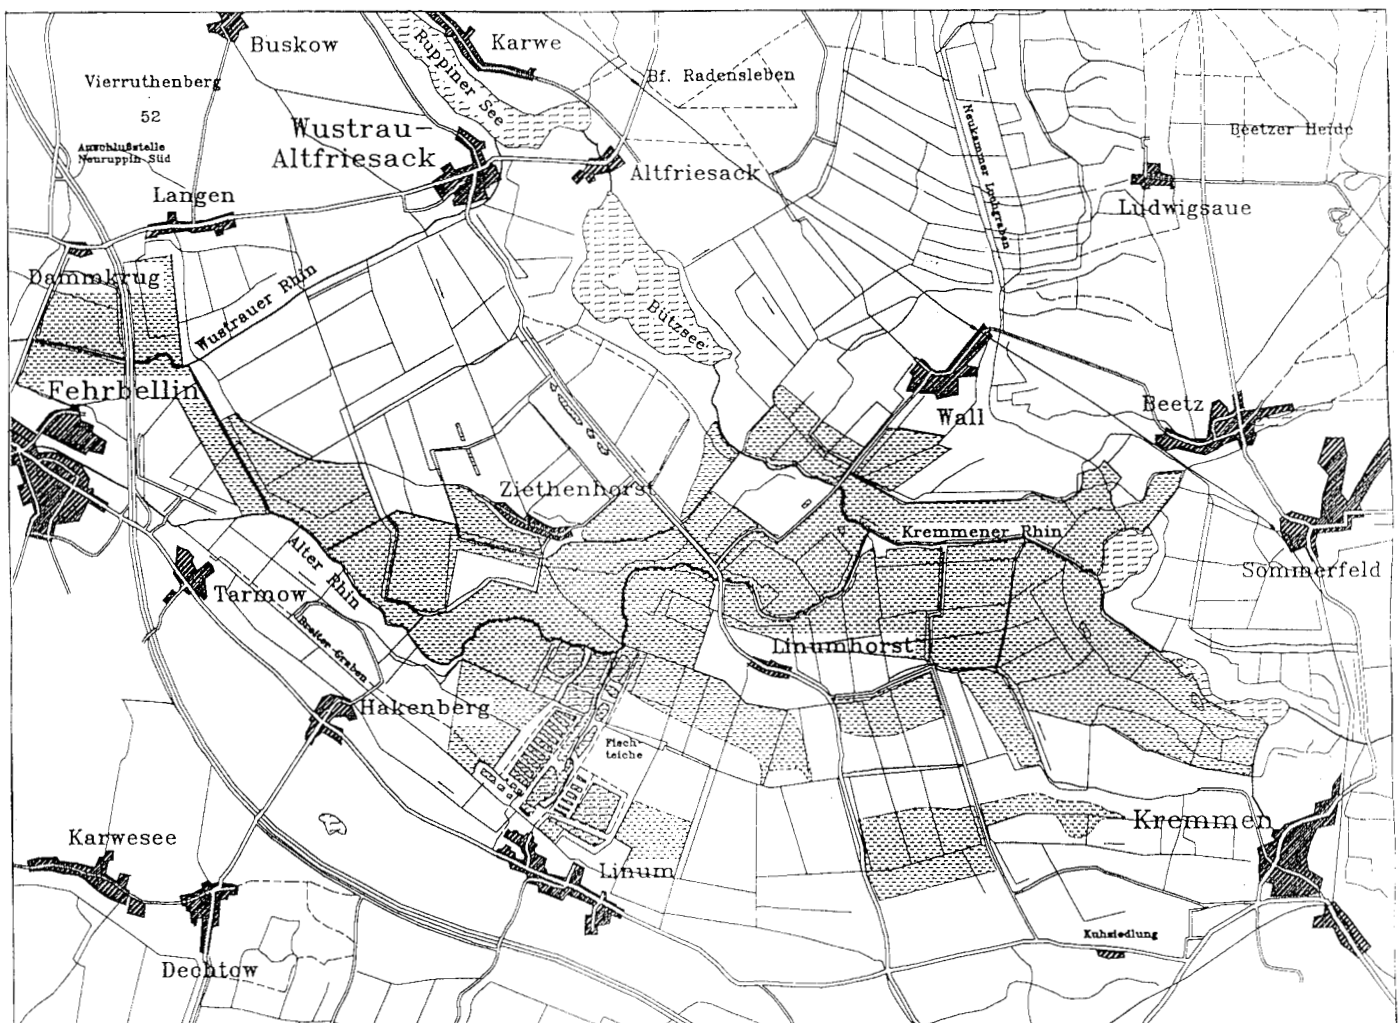 Buskow
Karwe
Ruppiner See
Vierruthenberg
52
Bf. Radensleben
Wustrau-
Altfriesack
Anschlußstelle
Neuruppin Süd
Neukammer Luchgraben
Beetzer Heide
Altfriesack
Langen
Ludwigsaue
Dammkrug
Wustrauer Rhin
Bützsee
Fehrbellin
Wall
Beetz
Ziethenhorst
Kremmener Rhin
Alter Rhin
Sommerfeld
Tarmow
Breiter Graben
Linumhorst
Hakenberg
Fisch-
teiche
Karwesee
Kremmen
Linum
Kuhsiedlung
Dechtow